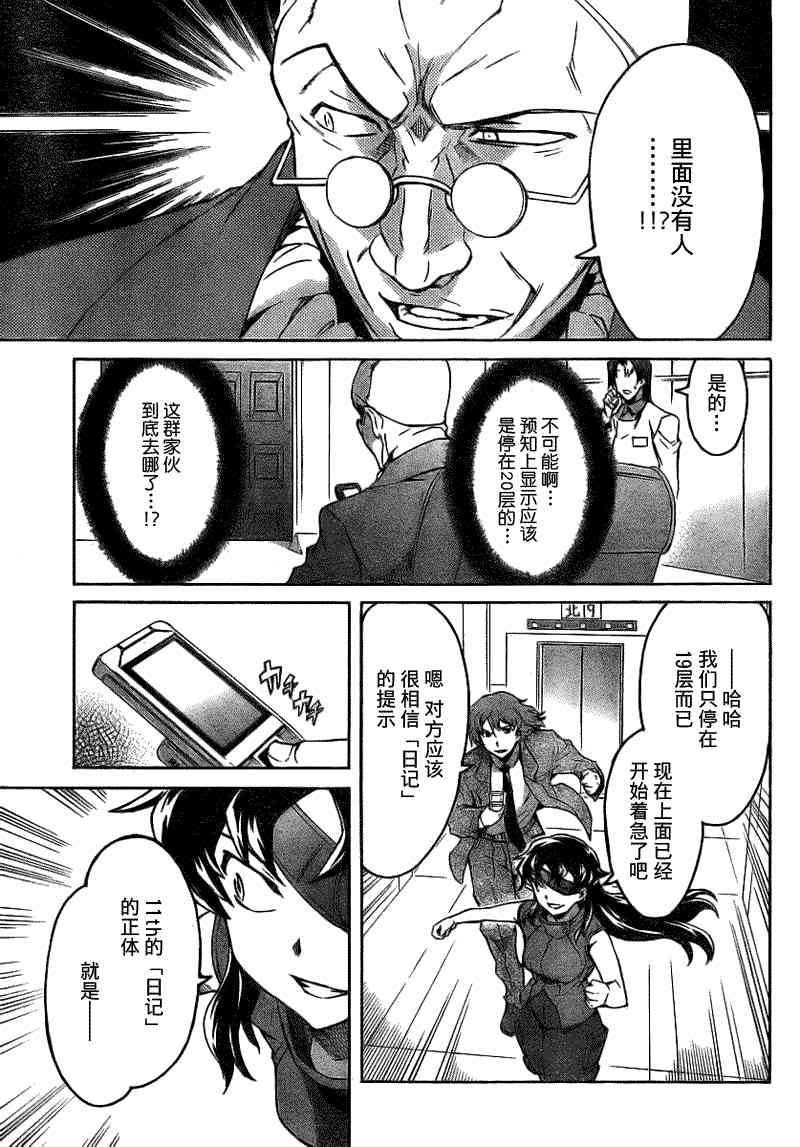 里面没有人
………
………!!?
是的…
不可能啊…
预知上显示应该
是停在20层的…
这群家伙
到底去哪了…!?
北19
——哈哈
我们只停在
19层而已
现在上面已经
开始着急了吧
嗯 对方应该
很相信「日记」
的提示
カタカタ
11th的「日记」
的正体
就是——